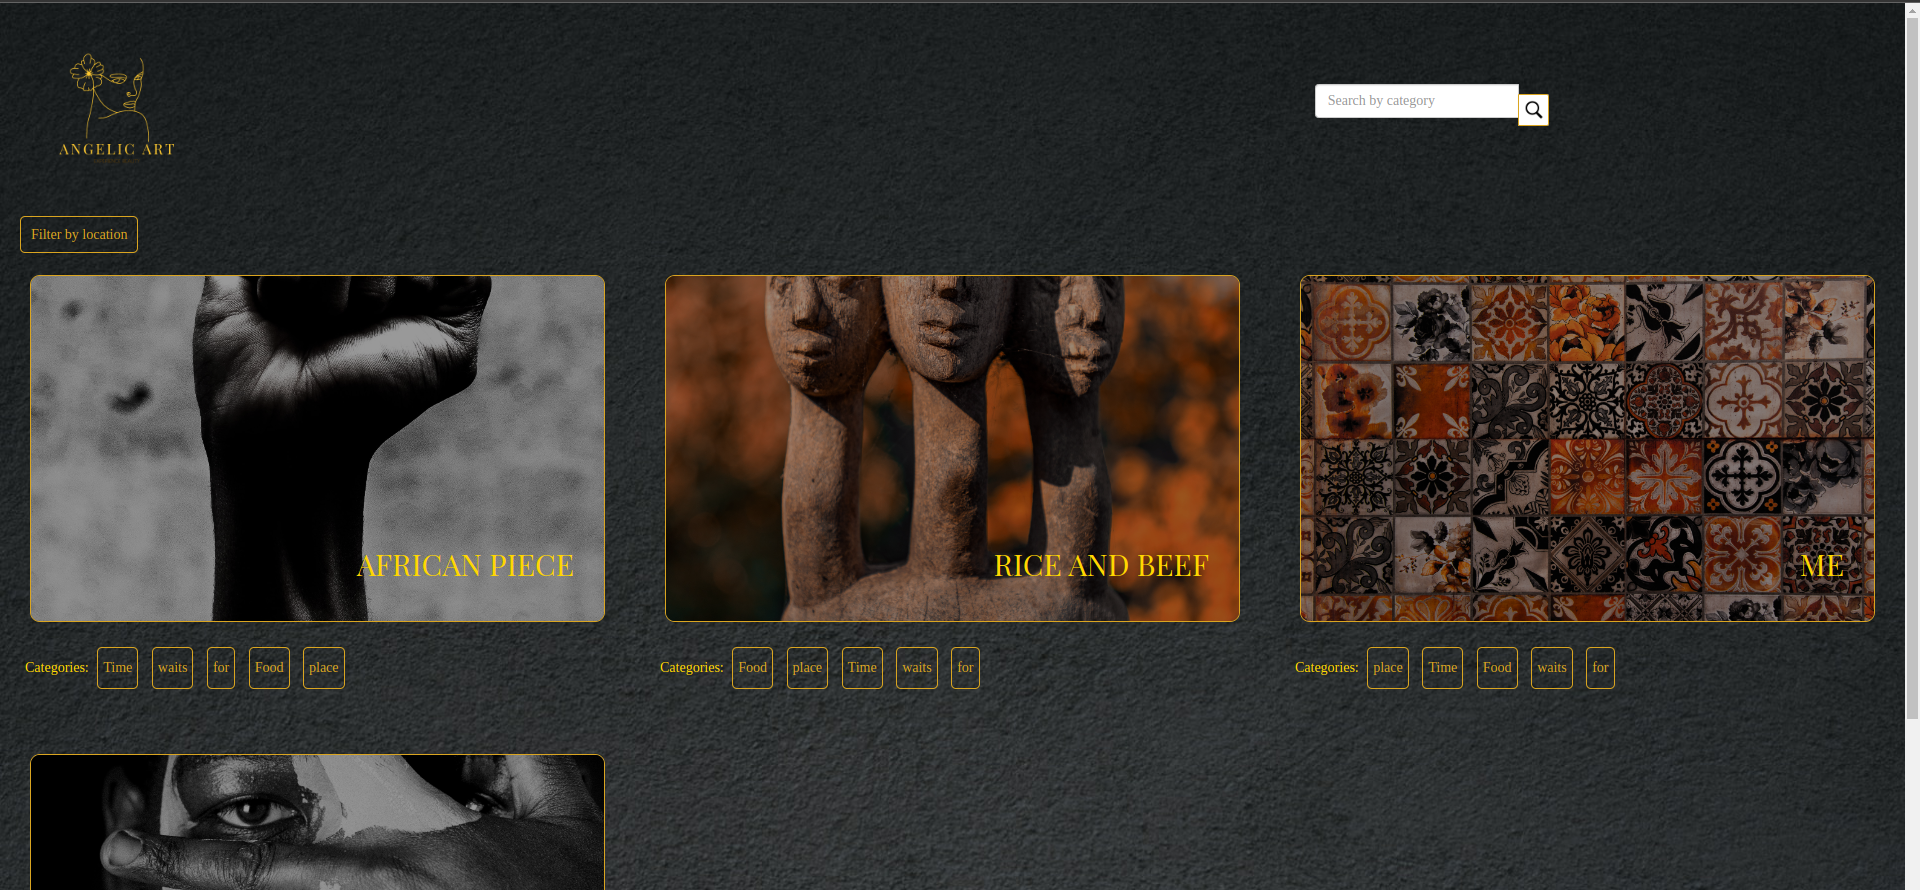 ANGELIC ART
Search by category
Filter by location
AFRICAN PIECE
RICE AND BEEF
ME
Categories: Time waits for Food place
Categories: Food place Time waits for
Categories: place Time Food waits for